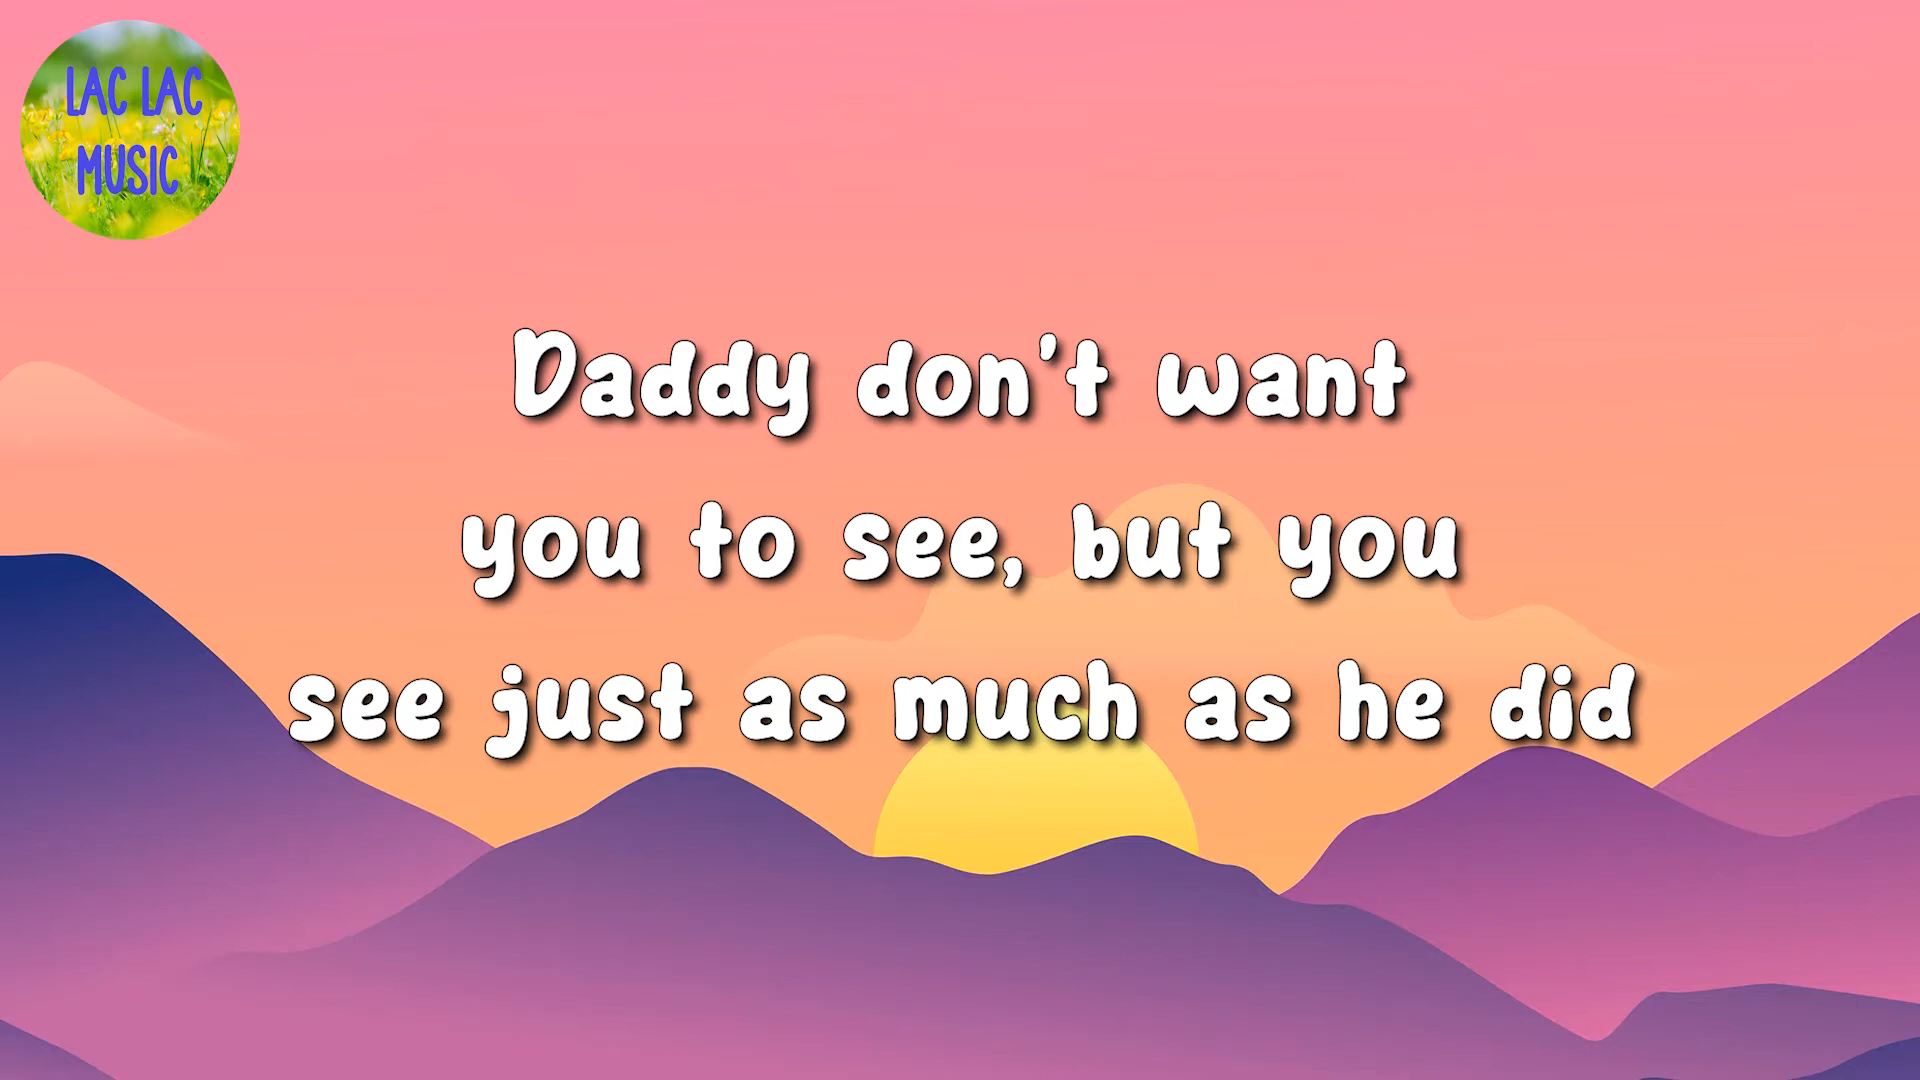 LAC LAC
MUSIC
Daddy don't want
you to see, but you
see just as much as he did